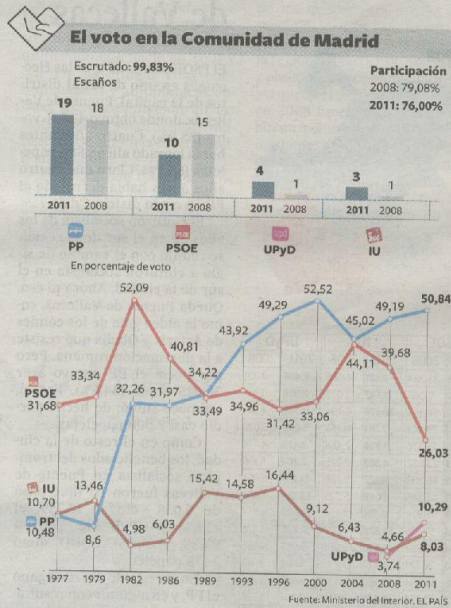 El voto en la Comunidad de Madrid
Escrutado: 99,83%
Escaños
Participación
2008: 79,08%
2011: 76,00%
19 18
10 15
4 1
3 1
2011 2008 2011 2008 2011 2008 2011 2008
PP PSOE UPyD IU
En porcentaje de voto
52,09
52,52
50,84
49,29
49,19
45,02
43,92
44,11
40,81
39,68
33,34
34,22
32,26 31,97
33,49 34,96
31,42 33,06
PSOE
31,68
26,03
IU
10,70
13,46
15,42 14,58 16,44
PP
10,48
8,6
4,98 6,03
9,12
6,43
4,66
10,29
8,03
UPyD
3,74
1977 1979 1982 1986 1989 1993 1996 2000 2004 2008 2011
Fuente: Ministerio del Interior. EL PAÍS